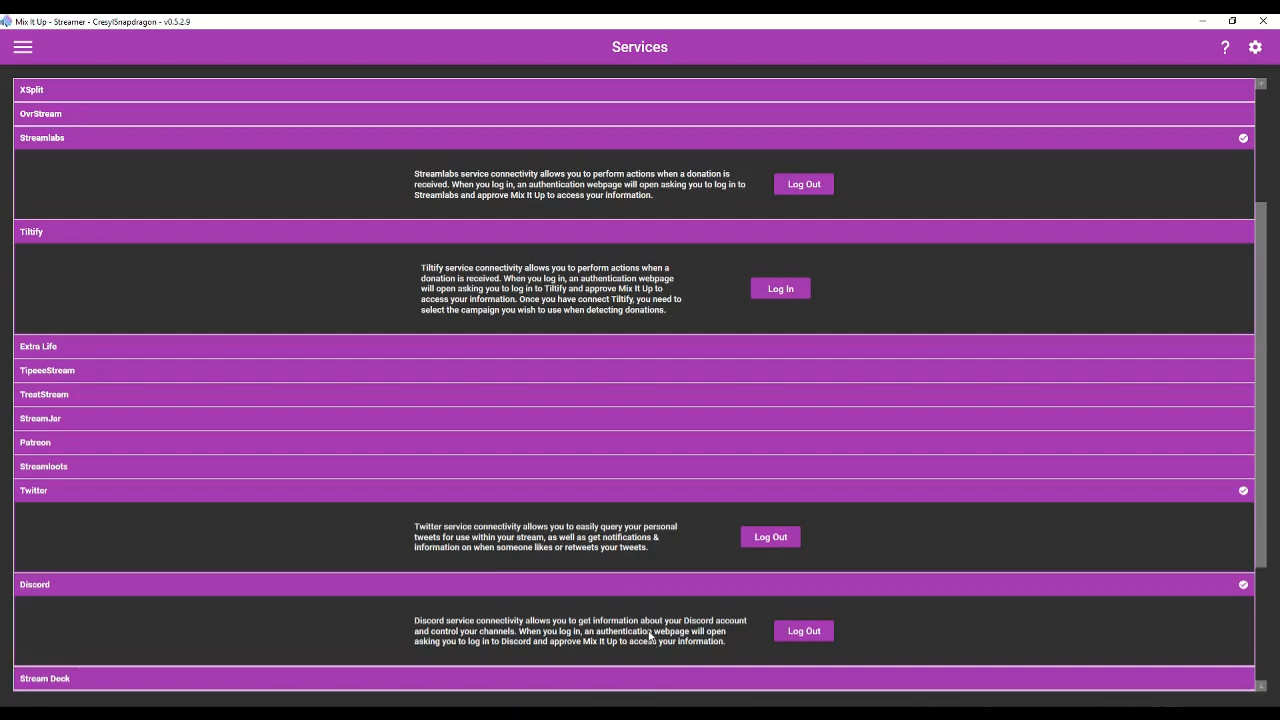 Mix It Up - Streamer - CresylSnapdragon - v0.5.2.9
Services
?
XSplit
OvrStream
Streamlabs
Streamlabs service connectivity allows you to perform actions when a donation is
received. When you log in, an authentication webpage will open asking you to log in to
Streamlabs and approve Mix It Up to access your information.
Log Out
Tiltify
Tiltify service connectivity allows you to perform actions when a
donation is received. When you log in, an authentication webpage
will open asking you to log in to Tiltify and approve Mix It Up to
access your information. Once you have connect Tiltify, you need to
select the campaign you wish to use when detecting donations.
Log In
Extra Life
TipeeeStream
TreatStream
StreamJar
Patreon
Streamloots
Twitter
Twitter service connectivity allows you to easily query your personal
tweets for use within your stream, as well as get notifications &
information on when someone likes or retweets your tweets.
Log Out
Discord
Discord service connectivity allows you to get information about your Discord account
and control your channels. When you log in, an authentication webpage will open
asking you to log in to Discord and approve Mix It Up to access your information.
Log Out
Stream Deck